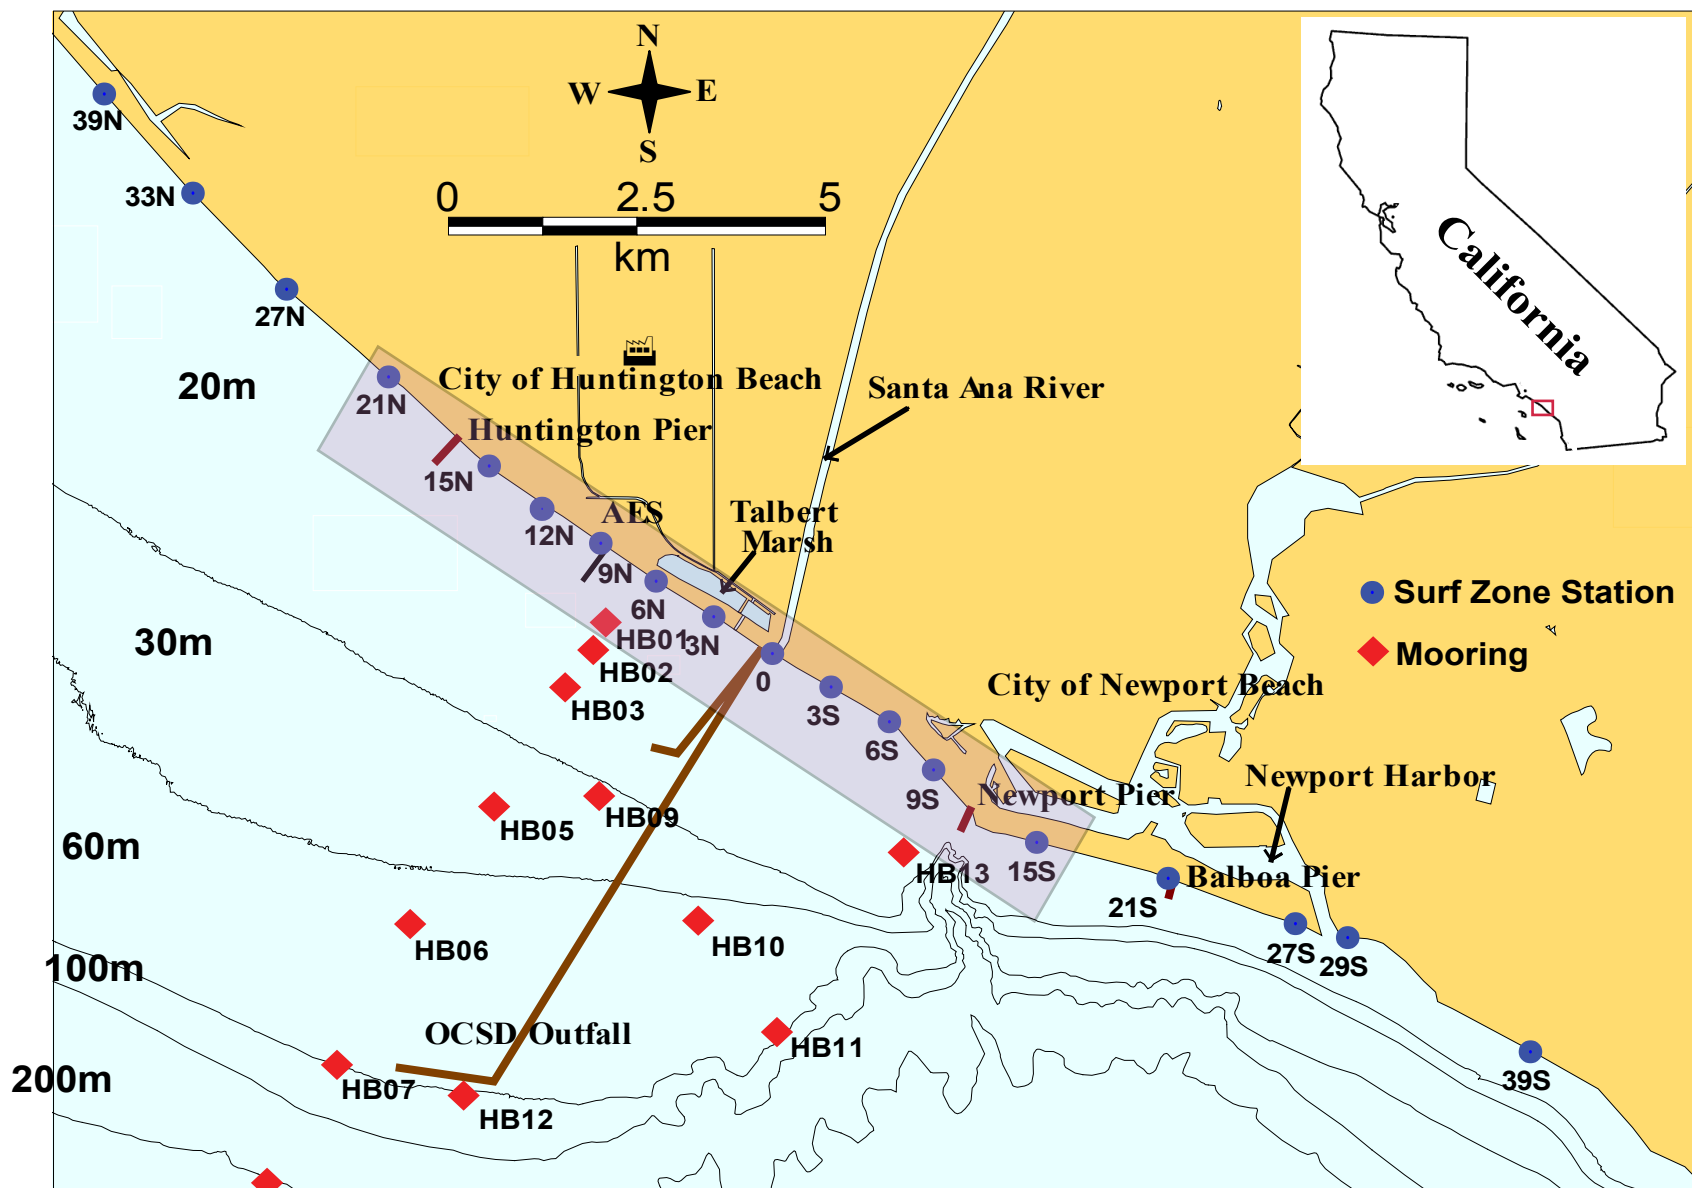 N
W E
S
39N
33N
0 2.5 5
km
27N
20m
City of Huntington Beach
Santa Ana River
21N
Huntington Pier
15N
AES
Talbert
Marsh
12N
9N
6N
3N
HB01
HB02
HB03
30m
0
3S
6S
9S
City of Newport Beach
Surf Zone Station
Mooring
Newport Harbor
Newport Pier
HB05
HB09
60m
HB13
15S
Balboa Pier
21S
27S
29S
HB06
HB10
100m
OCSD Outfall
HB11
39S
200m
HB07
HB12
California